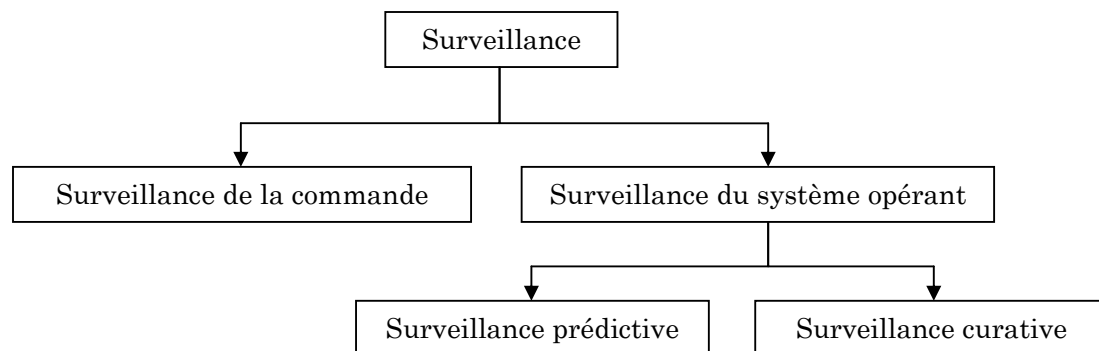 Surveillance
Surveillance de la commande
Surveillance du système opérant
Surveillance prédictive
Surveillance curative